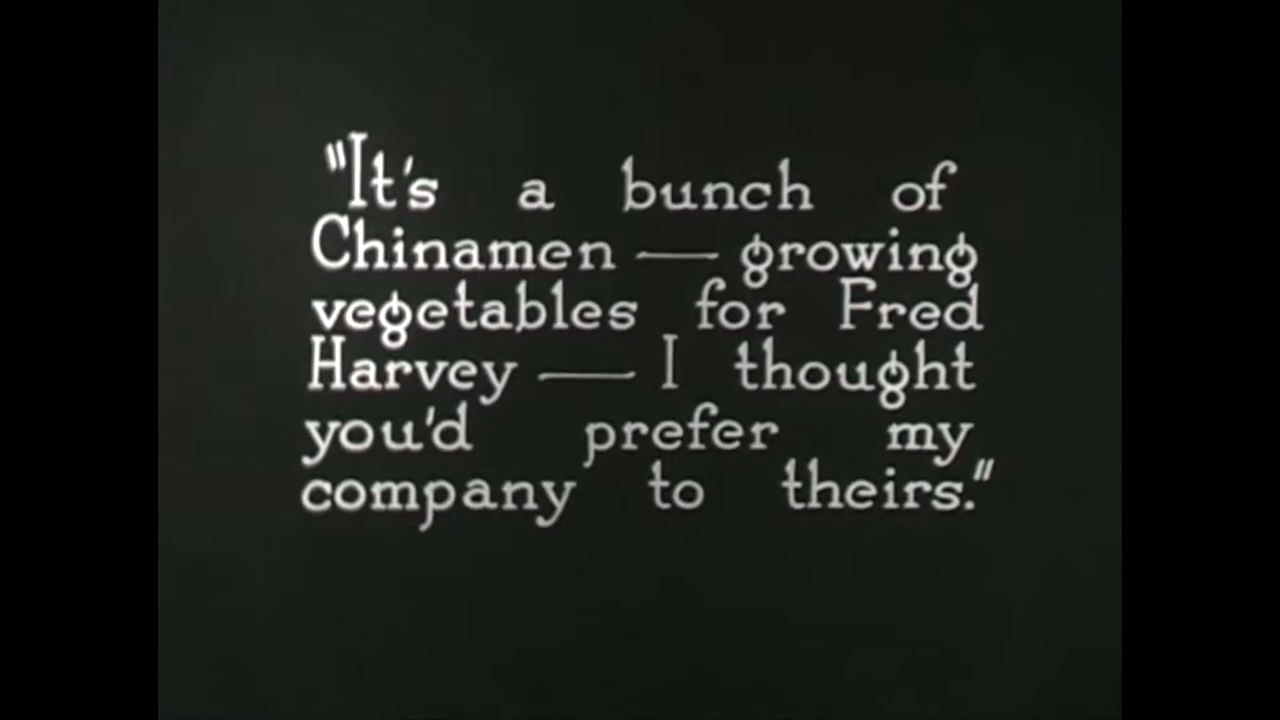 "It's a bunch of
Chinamen — growing
vegetables for Fred
Harvey — I thought
you'd prefer my
company to theirs."